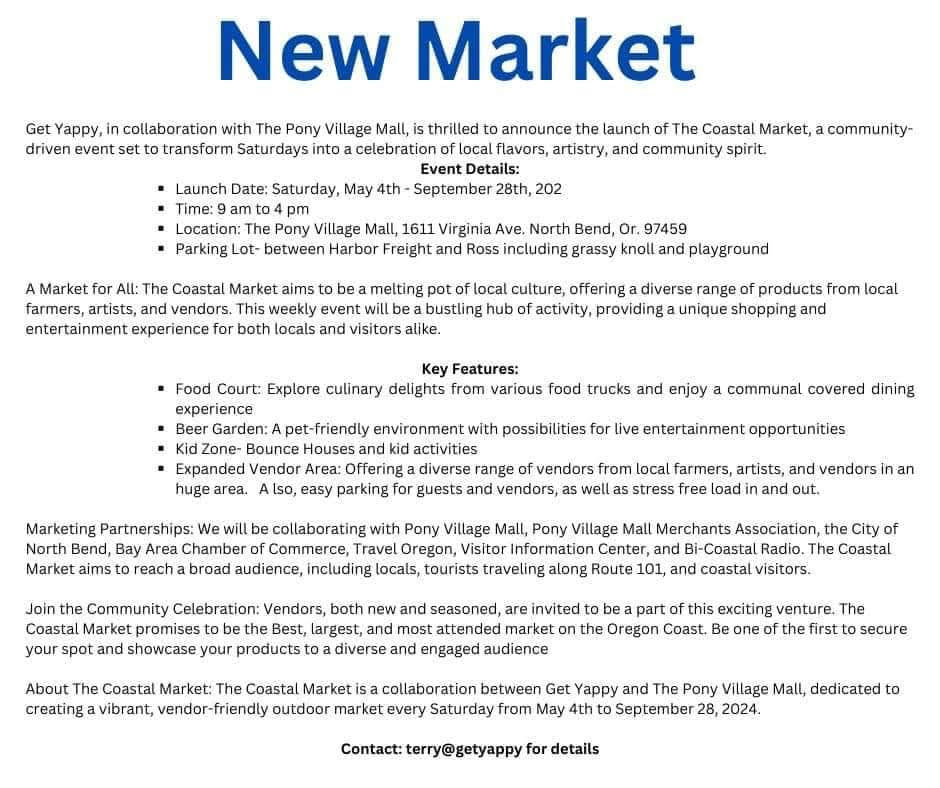 New Market
Get Yappy, in collaboration with The Pony Village Mall, is thrilled to announce the launch of The Coastal Market, a community-
driven event set to transform Saturdays into a celebration of local flavors, artistry, and community spirit.
Event Details:
▪ Launch Date: Saturday, May 4th - September 28th, 202
▪ Time: 9 am to 4 pm
▪ Location: The Pony Village Mall, 1611 Virginia Ave. North Bend, Or. 97459
▪ Parking Lot- between Harbor Freight and Ross including grassy knoll and playground
A Market for All: The Coastal Market aims to be a melting pot of local culture, offering a diverse range of products from local
farmers, artists, and vendors. This weekly event will be a bustling hub of activity, providing a unique shopping and
entertainment experience for both locals and visitors alike.
Key Features:
▪ Food Court: Explore culinary delights from various food trucks and enjoy a communal covered dining
experience
▪ Beer Garden: A pet-friendly environment with possibilities for live entertainment opportunities
▪ Kid Zone- Bounce Houses and kid activities
▪ Expanded Vendor Area: Offering a diverse range of vendors from local farmers, artists, and vendors in an
huge area. A lso, easy parking for guests and vendors, as well as stress free load in and out.
Marketing Partnerships: We will be collaborating with Pony Village Mall, Pony Village Mall Merchants Association, the City of
North Bend, Bay Area Chamber of Commerce, Travel Oregon, Visitor Information Center, and Bi-Coastal Radio. The Coastal
Market aims to reach a broad audience, including locals, tourists traveling along Route 101, and coastal visitors.
Join the Community Celebration: Vendors, both new and seasoned, are invited to be a part of this exciting venture. The
Coastal Market promises to be the Best, largest, and most attended market on the Oregon Coast. Be one of the first to secure
your spot and showcase your products to a diverse and engaged audience
About The Coastal Market: The Coastal Market is a collaboration between Get Yappy and The Pony Village Mall, dedicated to
creating a vibrant, vendor-friendly outdoor market every Saturday from May 4th to September 28, 2024.
Contact: terry@getyappy for details